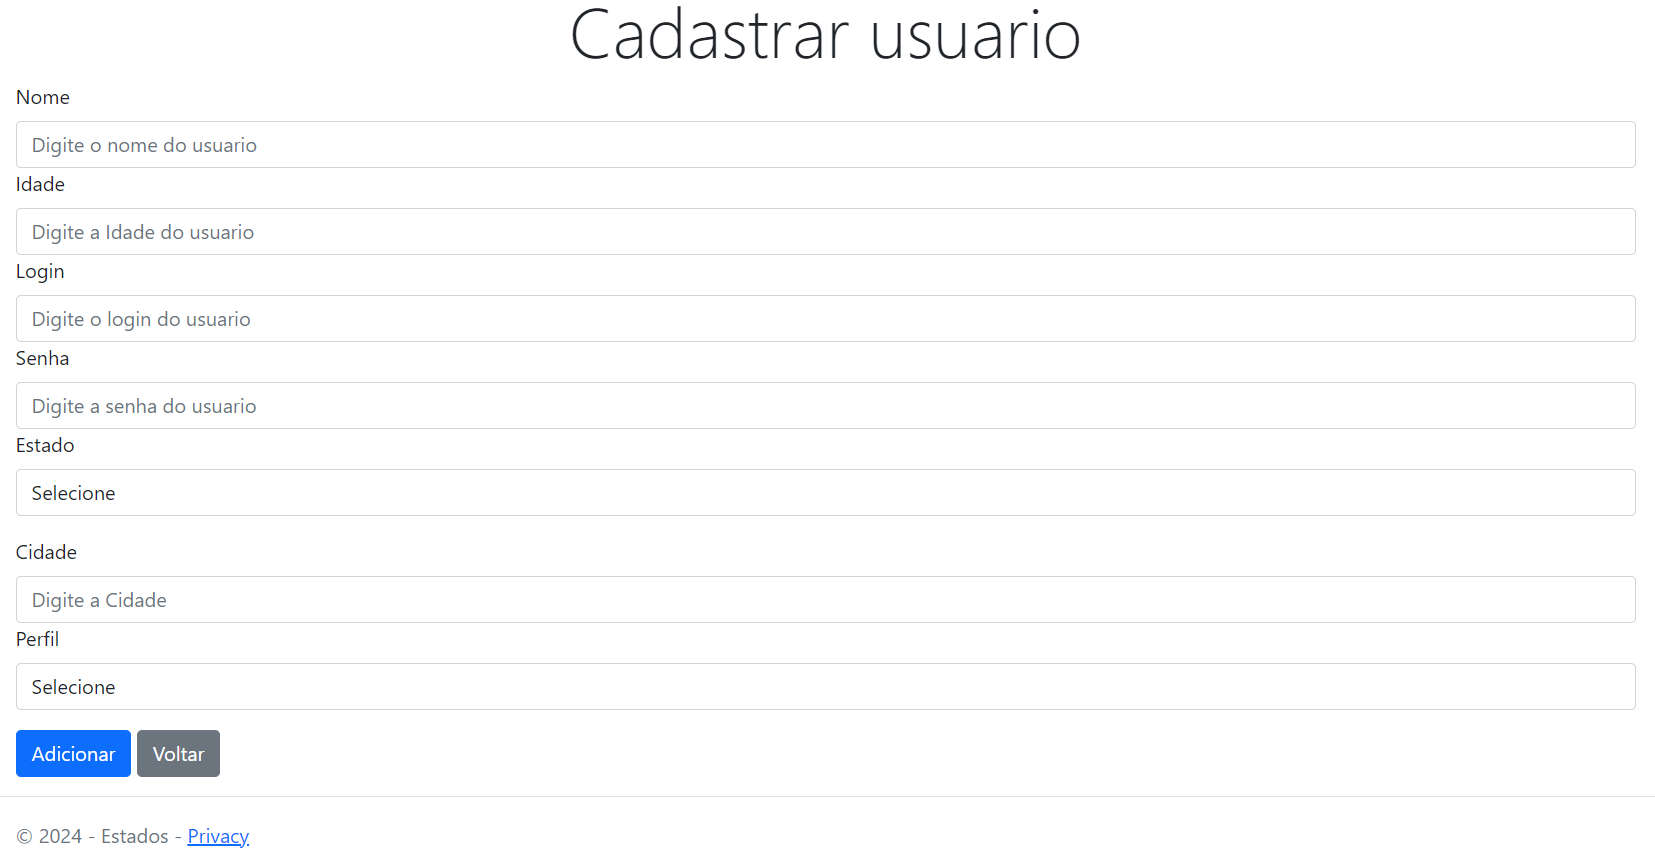 Cadastrar usuario
Nome
Digite o nome do usuario
Idade
Digite a Idade do usuario
Login
Digite o login do usuario
Senha
Digite a senha do usuario
Estado
Selecione
Cidade
Digite a Cidade
Perfil
Selecione
Adicionar Voltar
© 2024 - Estados - Privacy